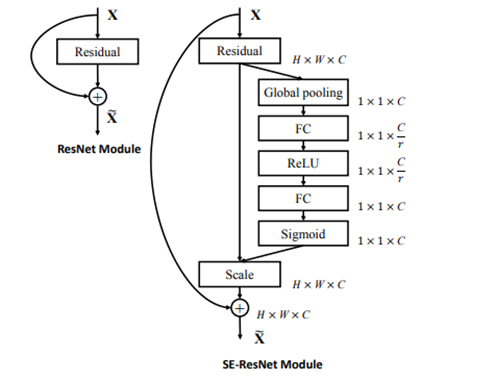 X
Residual
+
X̃
ResNet Module
X
Residual
H × W × C
Global pooling
1 × 1 × C
FC
1 × 1 × C/r
ReLU
1 × 1 × C/r
FC
1 × 1 × C
Sigmoid
1 × 1 × C
Scale
H × W × C
+
H × W × C
X̃
SE-ResNet Module